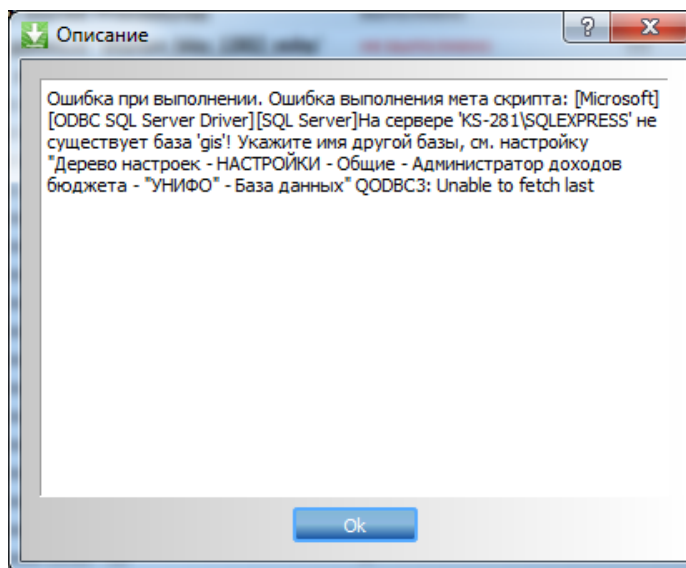 Описание
Ошибка при выполнении. Ошибка выполнения мета скрипта: [Microsoft]
[ODBC SQL Server Driver][SQL Server]На сервере 'KS-281\SQLEXPRESS' не
существует база 'gis'! Укажите имя другой базы, см. настройку
"Дерево настроек - НАСТРОЙКИ - Общие - Администратор доходов
бюджета - "УНИФО" - База данных" QODBC3: Unable to fetch last
Ok